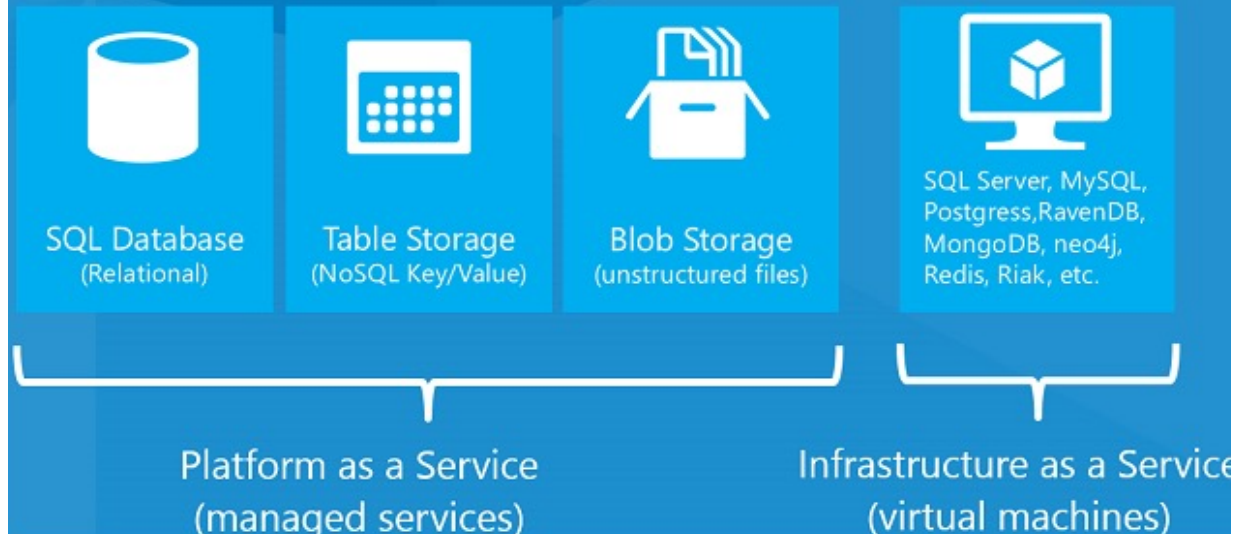 SQL Database
(Relational)
Table Storage
(NoSQL Key/Value)
Blob Storage
(unstructured files)
SQL Server, MySQL,
Postgress,RavenDB,
MongoDB, neo4j,
Redis, Riak, etc.
Platform as a Service
(managed services)
Infrastructure as a Service
(virtual machines)